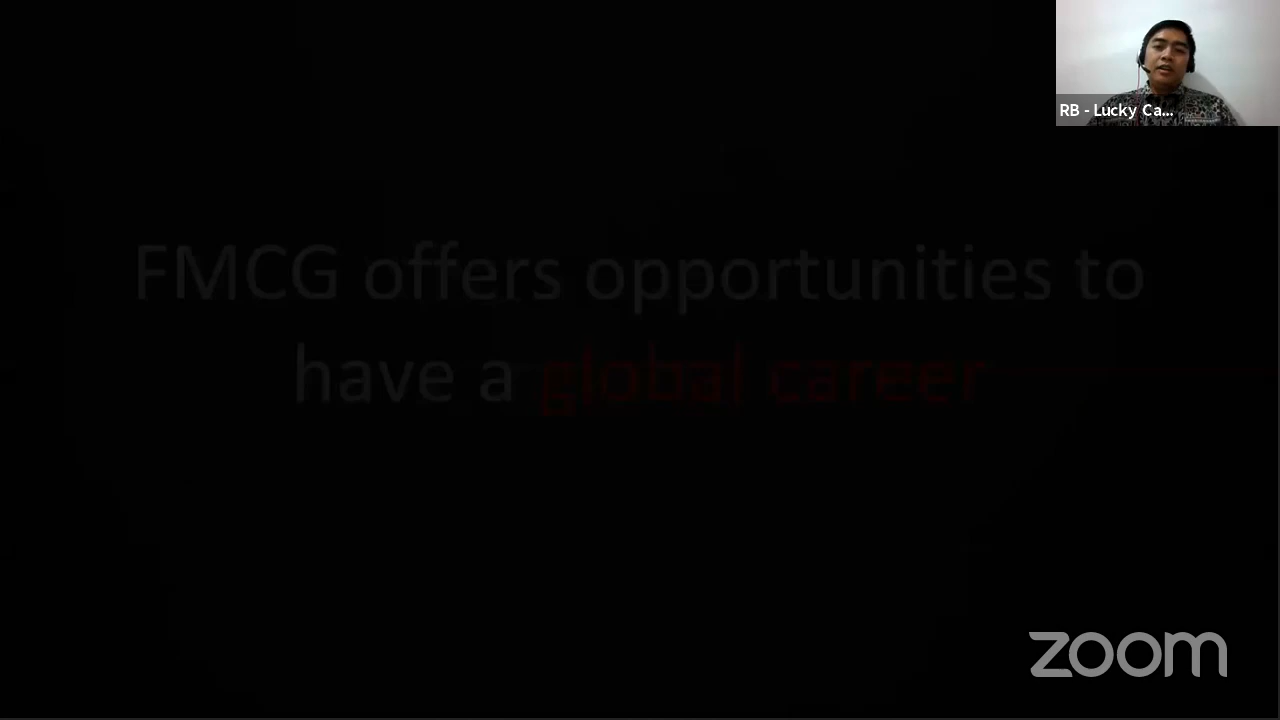 RB - Lucky Ca...
FMCG offers opportunities to
have a global career
zoom